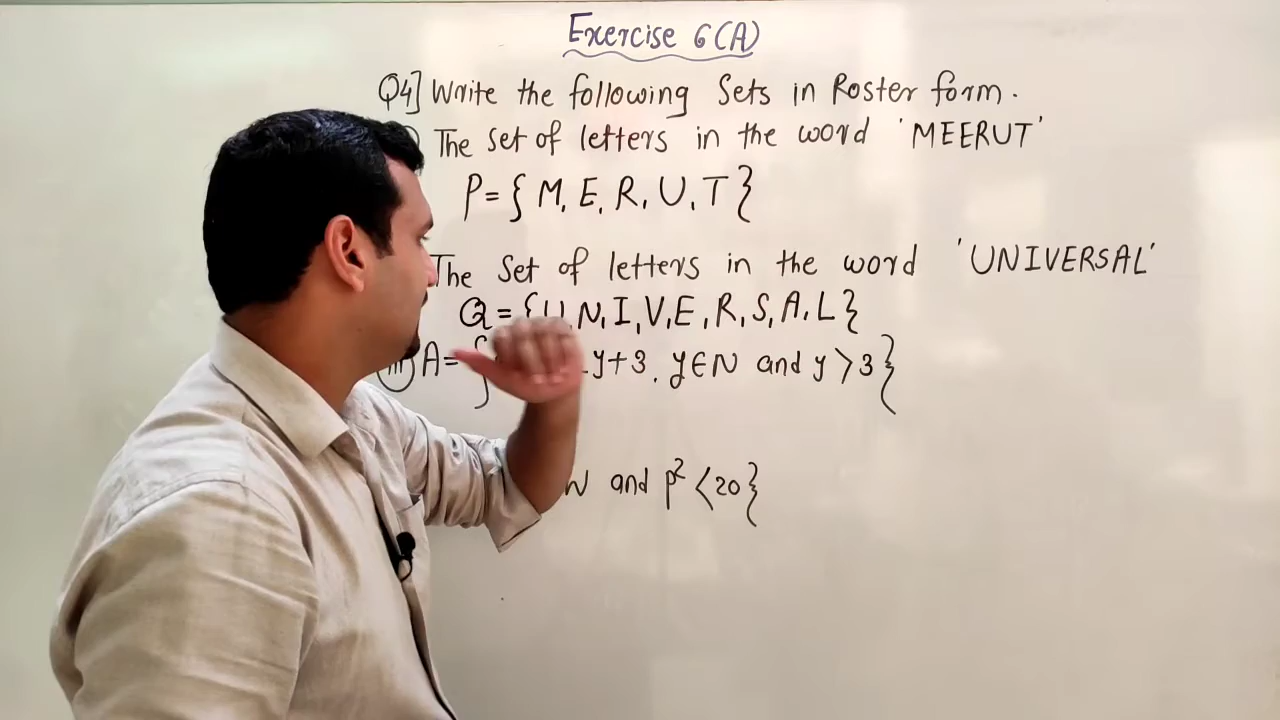 Exercise 6(A)
Q4] Write the following Sets in Roster form.
) The set of letters in the word 'MEERUT'
P = { M, E, R, U, T }
The Set of letters in the word 'UNIVERSAL'
Q = { U, N, I, V, E, R, S, A, L }
(iii) A = { y + 3, y ∈ N and y > 3 }
N and p² < 20 }